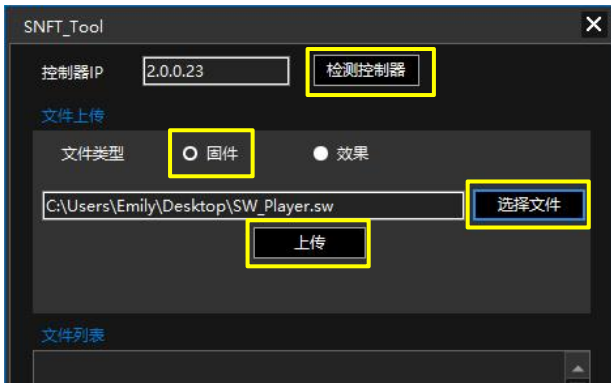 SNFT_Tool
控制器IP 2.0.0.23 检测控制器
文件上传
文件类型 固件 效果
C:\Users\Emily\Desktop\SW_Player.sw 选择文件
上传
文件列表